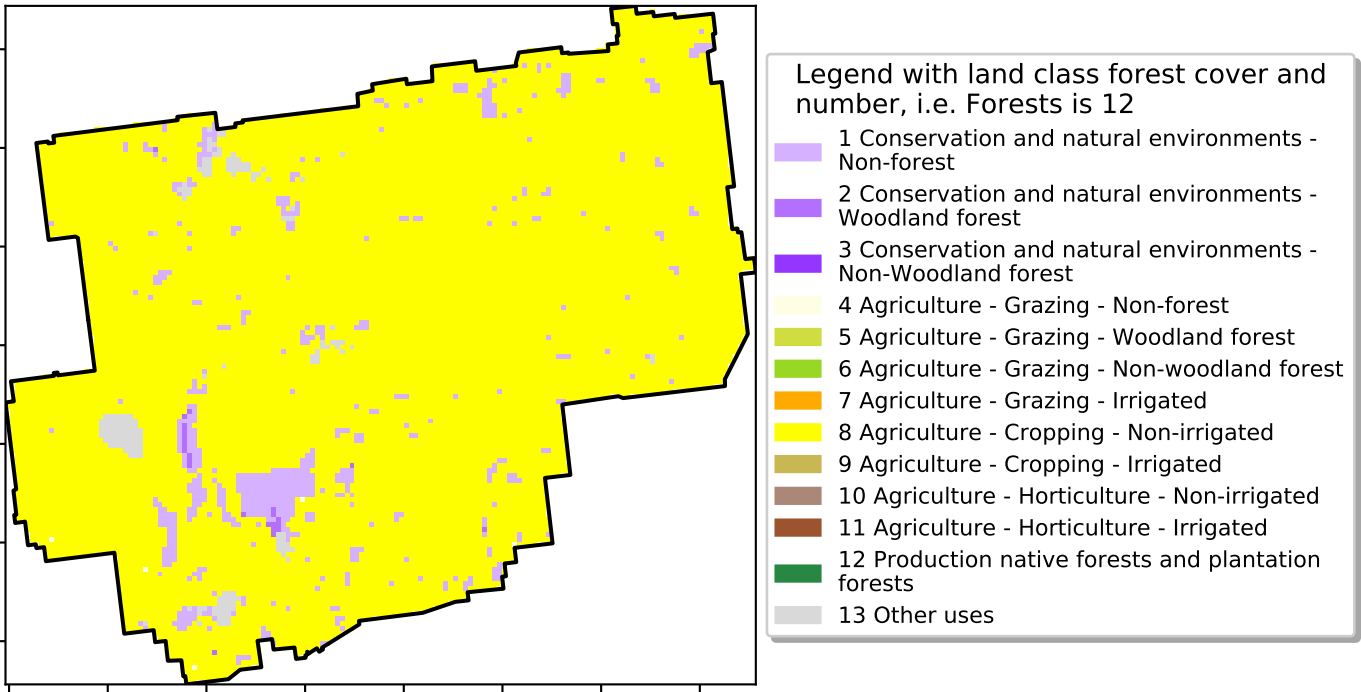 Legend with land class forest cover and
number, i.e. Forests is 12
1 Conservation and natural environments -
Non-forest
2 Conservation and natural environments -
Woodland forest
3 Conservation and natural environments -
Non-Woodland forest
4 Agriculture - Grazing - Non-forest
5 Agriculture - Grazing - Woodland forest
6 Agriculture - Grazing - Non-woodland forest
7 Agriculture - Grazing - Irrigated
8 Agriculture - Cropping - Non-irrigated
9 Agriculture - Cropping - Irrigated
10 Agriculture - Horticulture - Non-irrigated
11 Agriculture - Horticulture - Irrigated
12 Production native forests and plantation
forests
13 Other uses